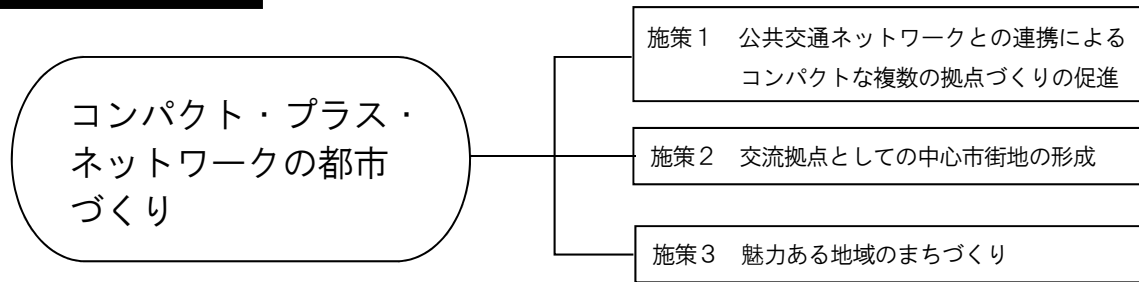 コンパクト・プラス・
ネットワークの都市
づくり
施策１　公共交通ネットワークとの連携による
コンパクトな複数の拠点づくりの促進
施策２　交流拠点としての中心市街地の形成
施策３　魅力ある地域のまちづくり